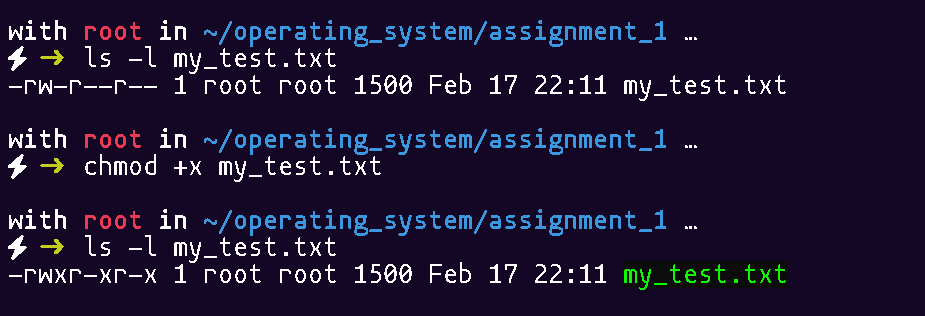 with root in ~/operating_system/assignment_1 …
⚡ → ls -l my_test.txt
-rw-r--r-- 1 root root 1500 Feb 17 22:11 my_test.txt
with root in ~/operating_system/assignment_1 …
⚡ → chmod +x my_test.txt
with root in ~/operating_system/assignment_1 …
⚡ → ls -l my_test.txt
-rwxr-xr-x 1 root root 1500 Feb 17 22:11 my_test.txt